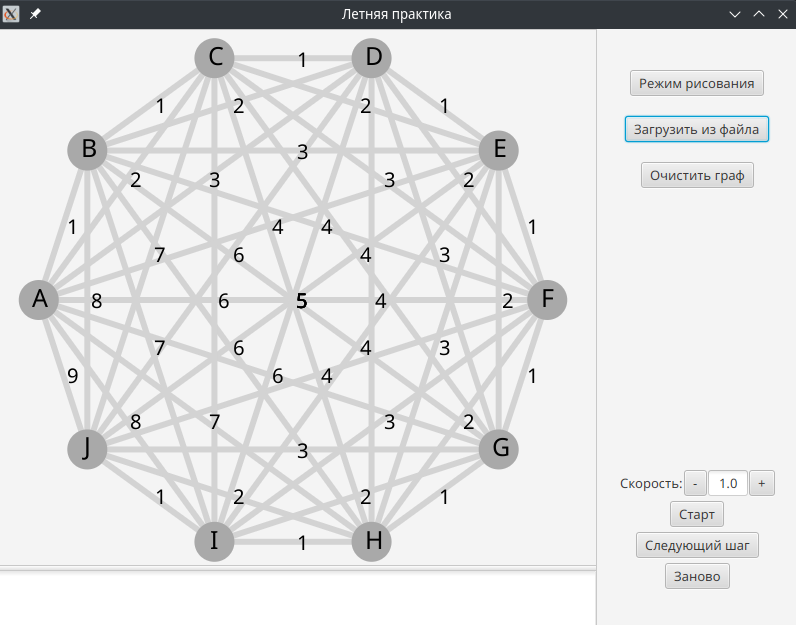 Летняя практика
C 1 D
1 2 2 1
B 3 E
2 3 3 2
1 4 4 1
7 6 4 3
A 8 6 5 4 2 F
7 6 4 3
9 6 4 1
8 7 3 2
J 3 G
1 2 2 1
I 1 H
Режим рисования
Загрузить из файла
Очистить граф
Скорость: - 1.0 +
Старт
Следующий шаг
Заново